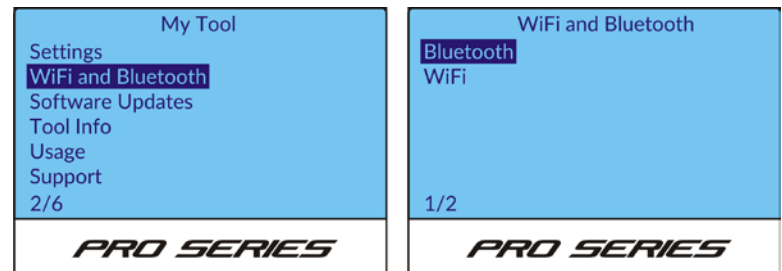 My Tool
Settings
WiFi and Bluetooth
Software Updates
Tool Info
Usage
Support
2/6
PRO SERIES
WiFi and Bluetooth
Bluetooth
WiFi
1/2
PRO SERIES